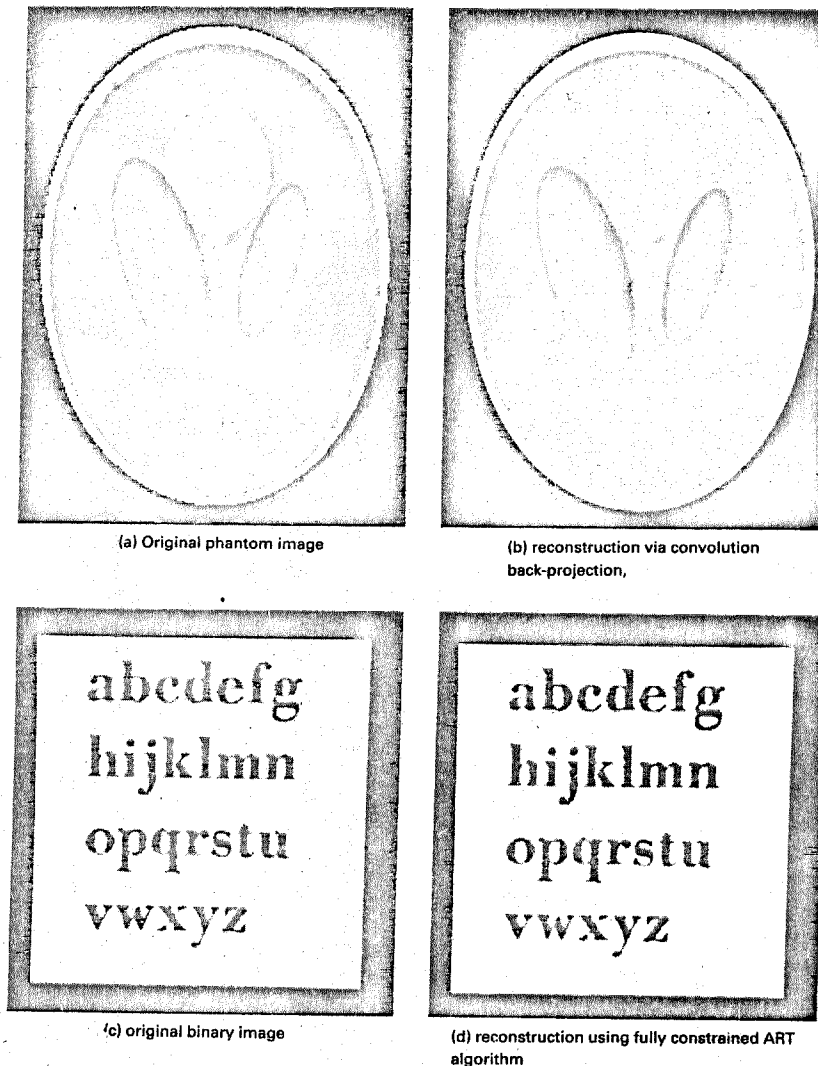 (a) Original phantom image
(b) reconstruction via convolution
back-projection,
abcdefg
hijklmn
opqrstu
vwxyz
abcdefg
hijklmn
opqrstu
vwxyz
(c) original binary image
(d) reconstruction using fully constrained ART
algorithm